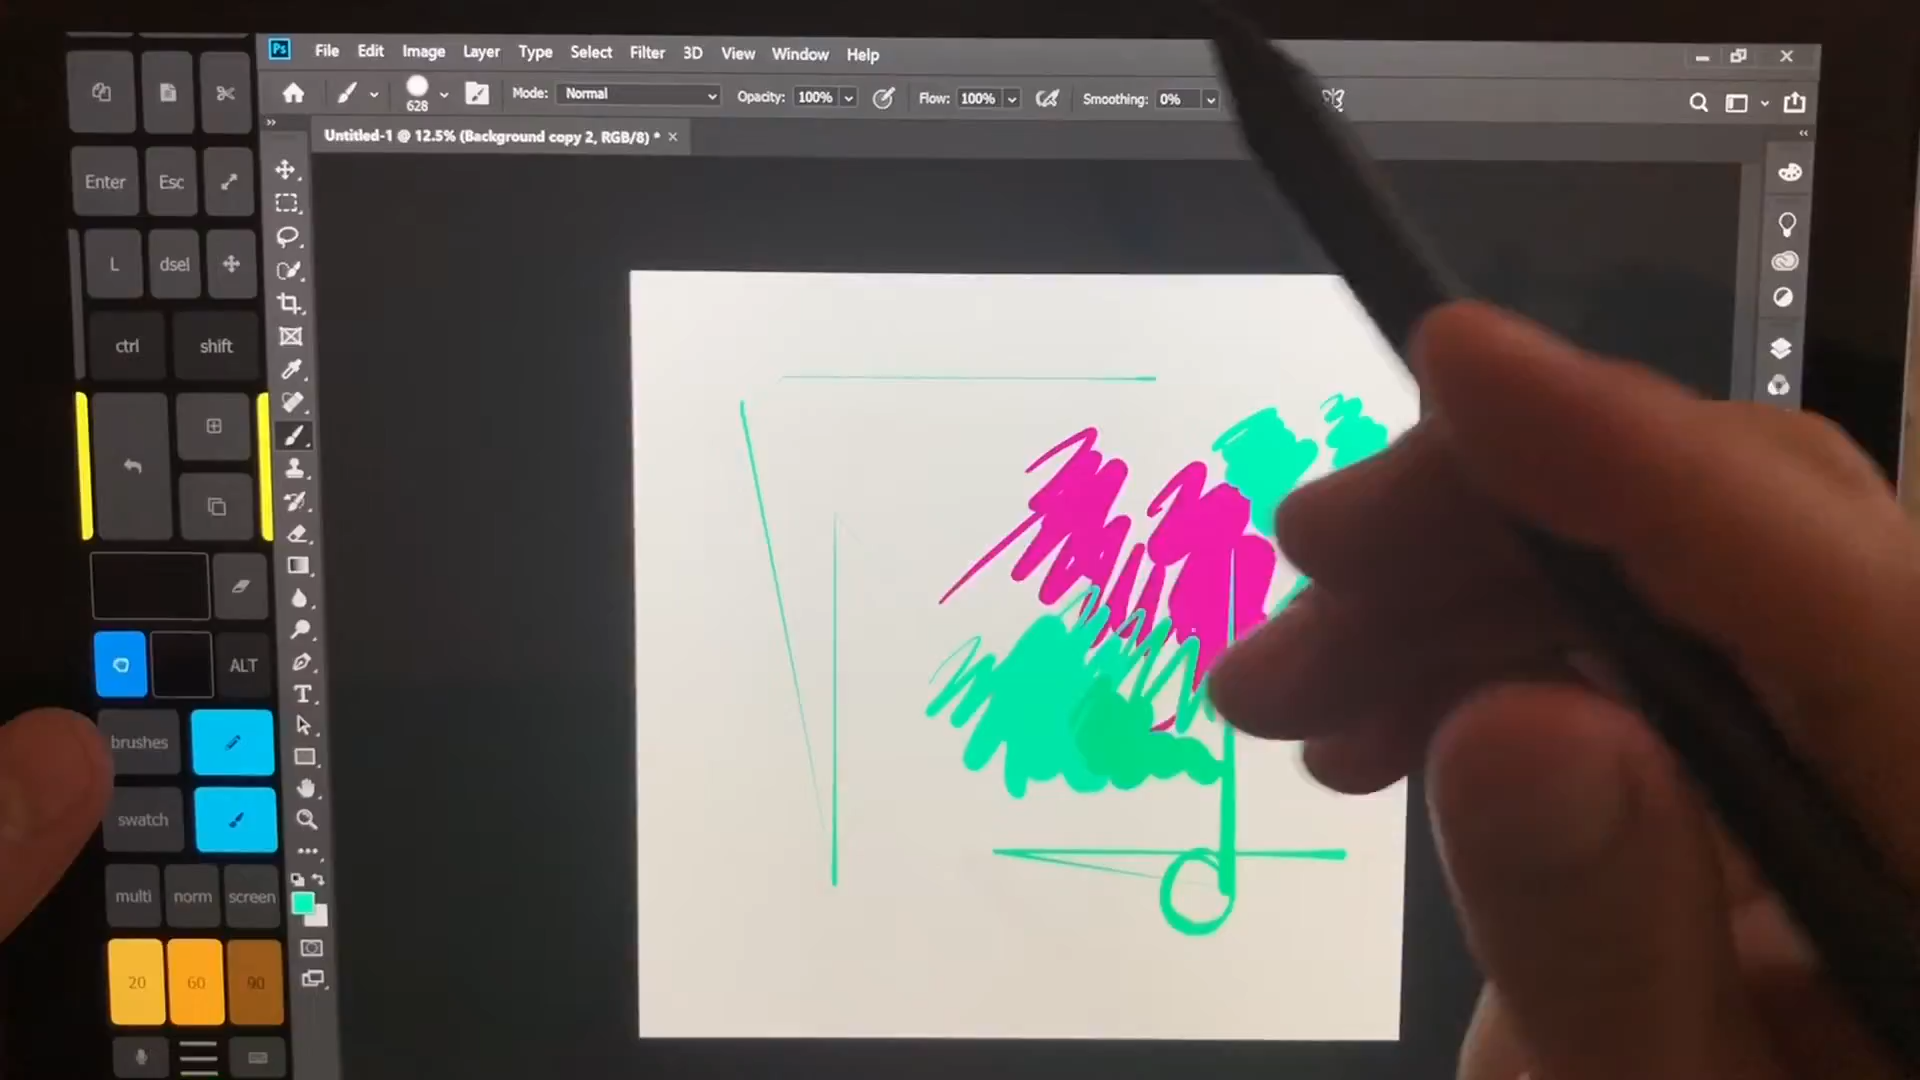 Ps File Edit Image Layer Type Select Filter 3D View Window Help
628 Mode: Normal Opacity: 100% Flow: 100% Smoothing: 0%
Untitled-1 @ 12.5% (Background copy 2, RGB/8) *
Enter Esc
L dsel
ctrl shift
ALT
brushes
swatch
multi norm screen
20 60 90
T